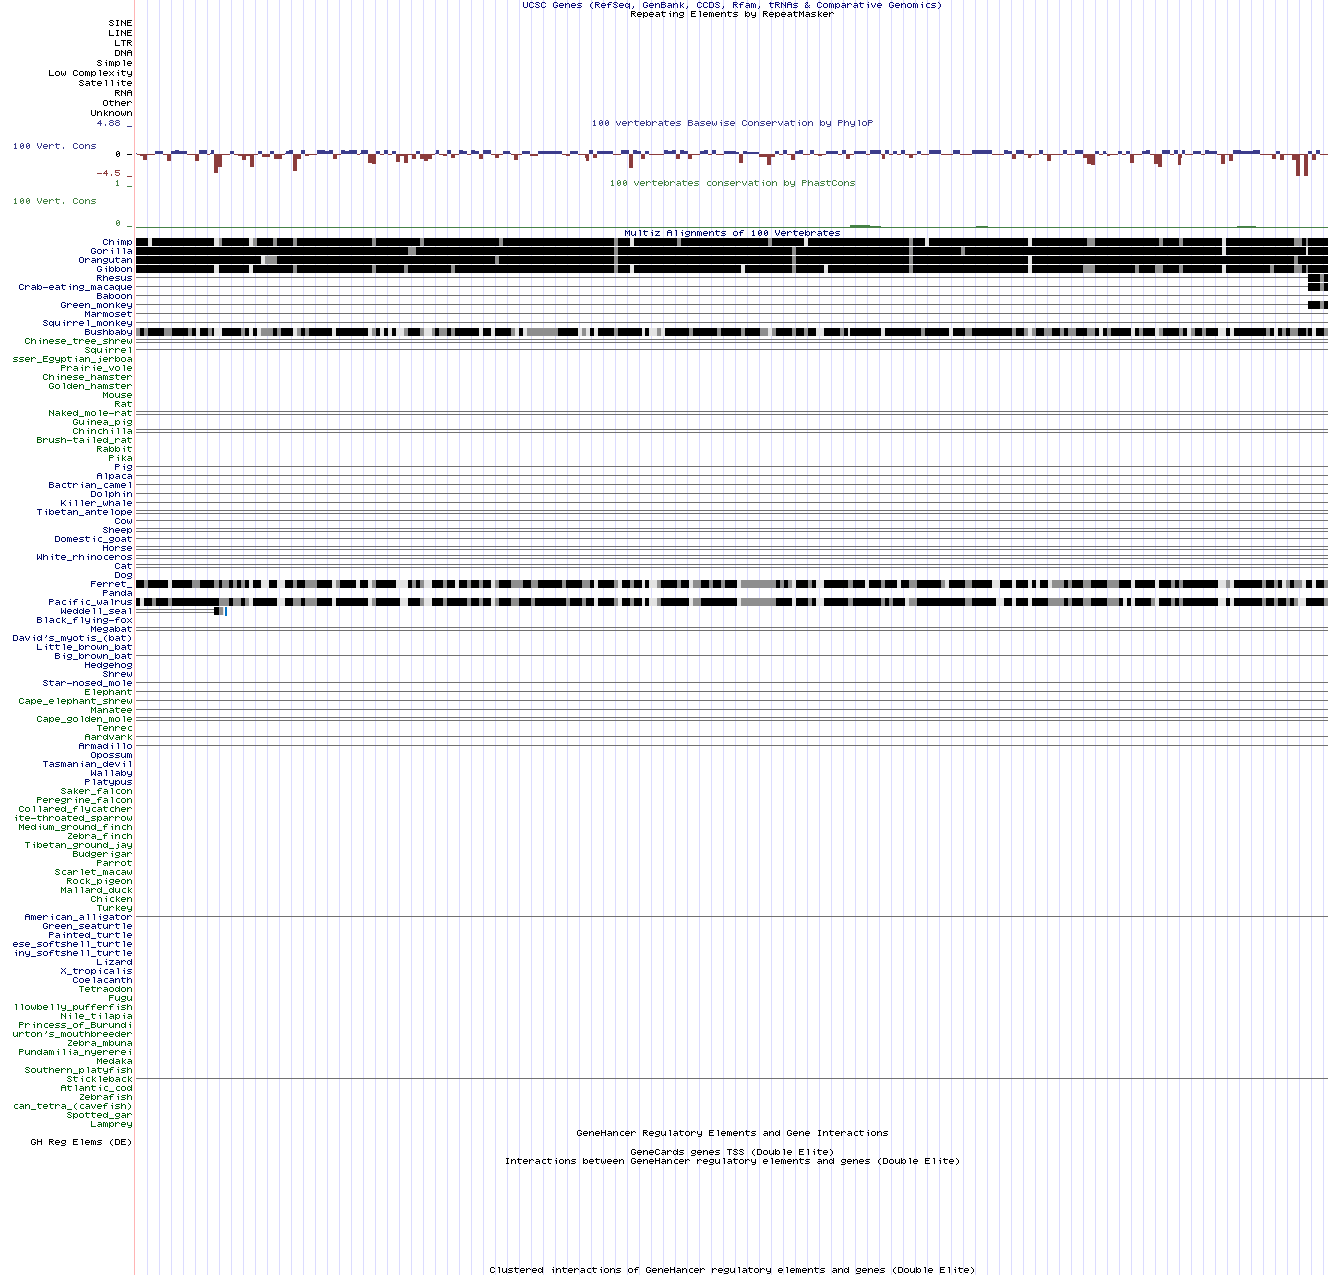 UCSC Genes (RefSeq, GenBank, CCDS, Rfam, tRNAs & Comparative Genomics)
Repeating Elements by RepeatMasker
SINE
LINE
LTR
DNA
Simple
Low Complexity
Satellite
RNA
Other
Unknown
4.88 _
100 vertebrates Basewise Conservation by PhyloP
100 Vert. Cons
0 _
-4.5 _
1 _
100 vertebrates conservation by PhastCons
100 Vert. Cons
0 _
Multiz Alignments of 100 Vertebrates
Chimp
Gorilla
Orangutan
Gibbon
Rhesus
Crab-eating_macaque
Baboon
Green_monkey
Marmoset
Squirrel_monkey
Bushbaby
Chinese_tree_shrew
Squirrel
sser_Egyptian_jerboa
Prairie_vole
Chinese_hamster
Golden_hamster
Mouse
Rat
Naked_mole-rat
Guinea_pig
Chinchilla
Brush-tailed_rat
Rabbit
Pika
Pig
Alpaca
Bactrian_camel
Dolphin
Killer_whale
Tibetan_antelope
Cow
Sheep
Domestic_goat
Horse
White_rhinoceros
Cat
Dog
Ferret_
Panda
Pacific_walrus
Weddell_seal
Black_flying-fox
Megabat
David's_myotis_(bat)
Little_brown_bat
Big_brown_bat
Hedgehog
Shrew
Star-nosed_mole
Elephant
Cape_elephant_shrew
Manatee
Cape_golden_mole
Tenrec
Aardvark
Armadillo
Opossum
Tasmanian_devil
Wallaby
Platypus
Saker_falcon
Peregrine_falcon
Collared_flycatcher
ite-throated_sparrow
Medium_ground_finch
Zebra_finch
Tibetan_ground_jay
Budgerigar
Parrot
Scarlet_macaw
Rock_pigeon
Mallard_duck
Chicken
Turkey
American_alligator
Green_seaturtle
Painted_turtle
ese_softshell_turtle
iny_softshell_turtle
Lizard
X_tropicalis
Coelacanth
Tetraodon
Fugu
llowbelly_pufferfish
Nile_tilapia
Princess_of_Burundi
urton's_mouthbreeder
Zebra_mbuna
Pundamilia_nyererei
Medaka
Southern_platyfish
Stickleback
Atlantic_cod
Zebrafish
can_tetra_(cavefish)
Spotted_gar
Lamprey
GeneHancer Regulatory Elements and Gene Interactions
GH Reg Elems (DE)
GeneCards genes TSS (Double Elite)
Interactions between GeneHancer regulatory elements and genes (Double Elite)
Clustered interactions of GeneHancer regulatory elements and genes (Double Elite)